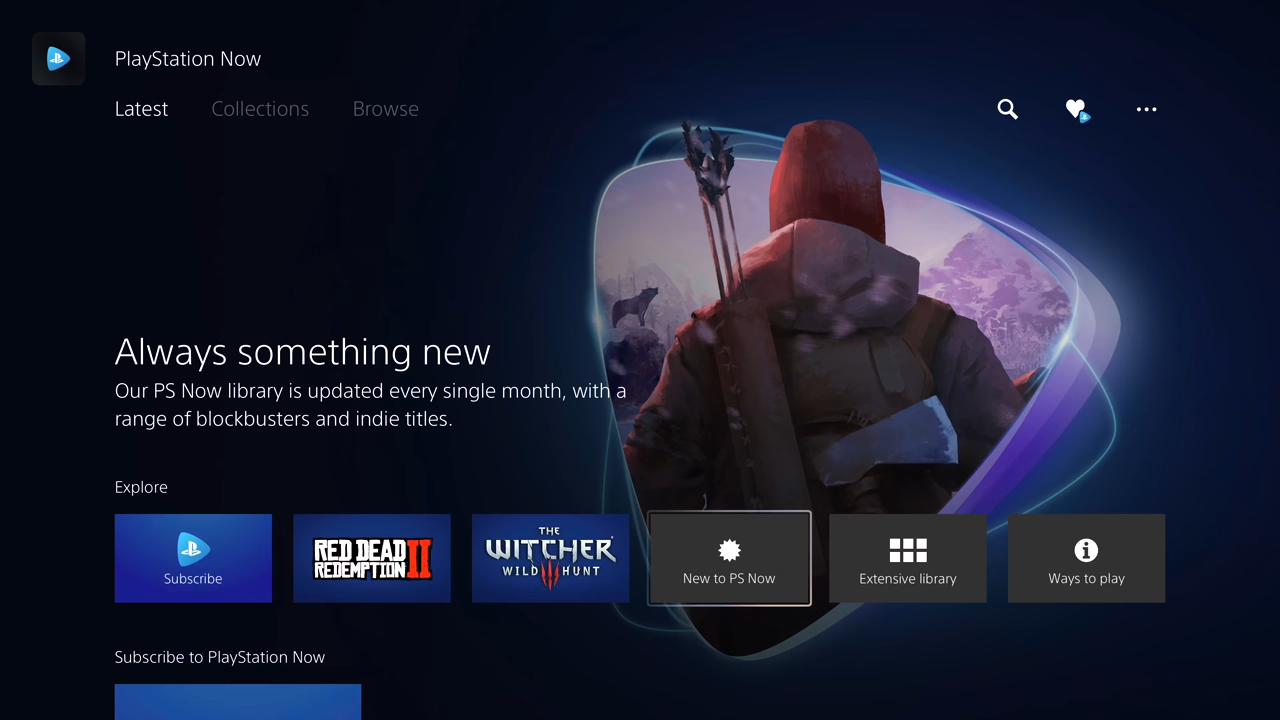 PlayStation Now
Latest
Collections
Browse
Always something new
Our PS Now library is updated every single month, with a
range of blockbusters and indie titles.
Explore
Subscribe
RED DEAD
REDEMPTION II
THE
WITCHER
WILD HUNT
New to PS Now
Extensive library
Ways to play
Subscribe to PlayStation Now